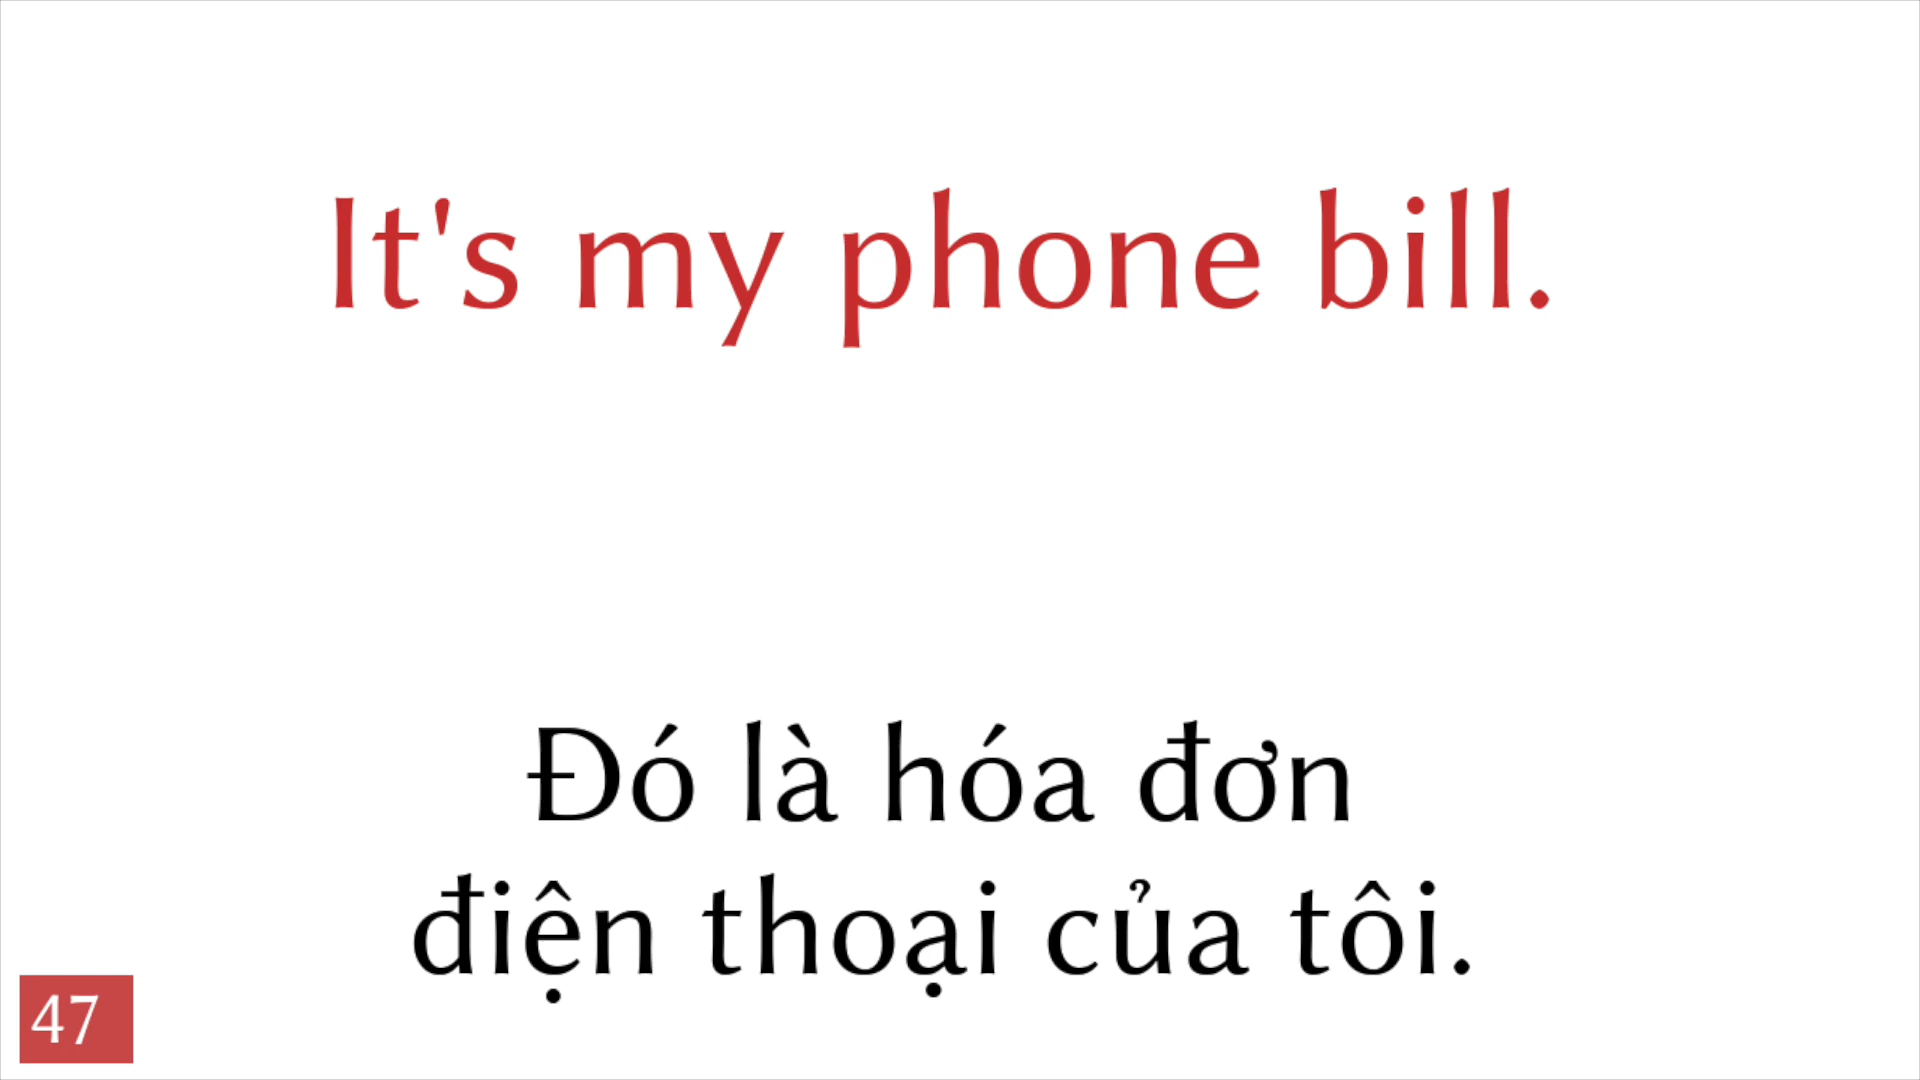 It's my phone bill.
Đó là hóa đơn
điện thoại của tôi.
47